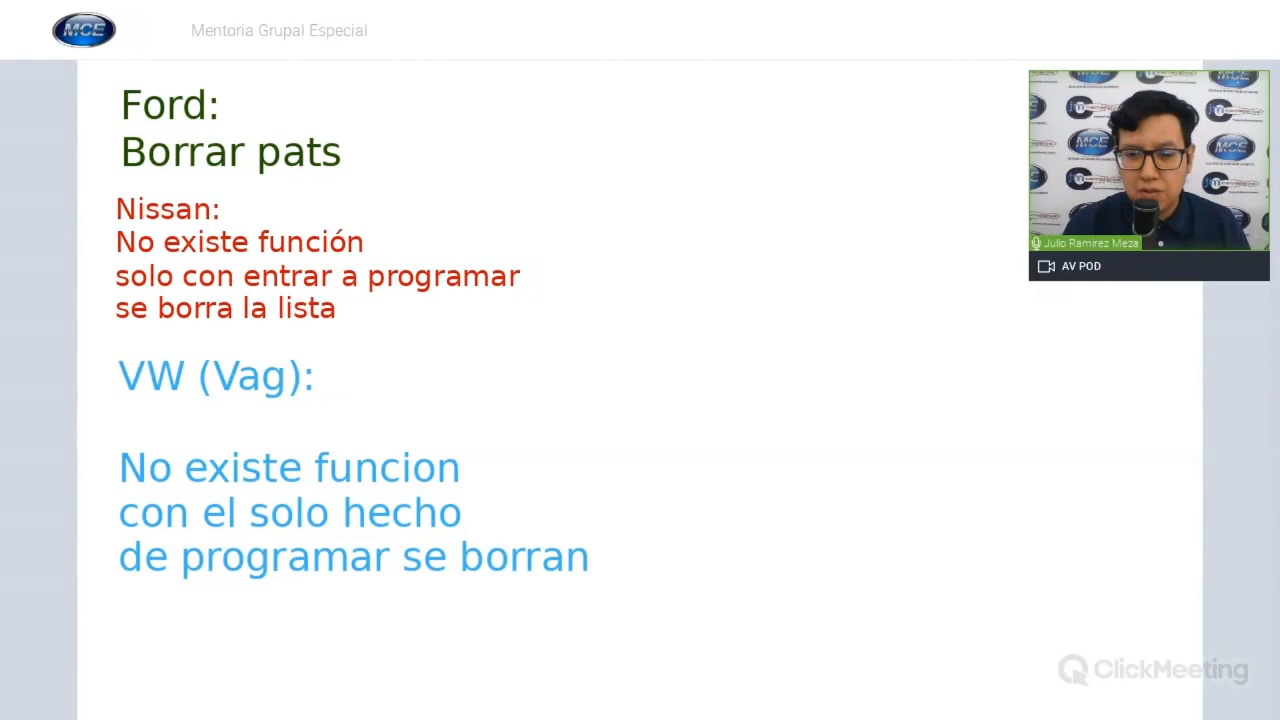 MCE
Mentoria Grupal Especial
Ford:
Borrar pats
Nissan:
No existe función
solo con entrar a programar
se borra la lista
VW (Vag):
No existe funcion
con el solo hecho
de programar se borran
MCE
MCE
Julio Ramirez Meza
AV POD
ClickMeeting